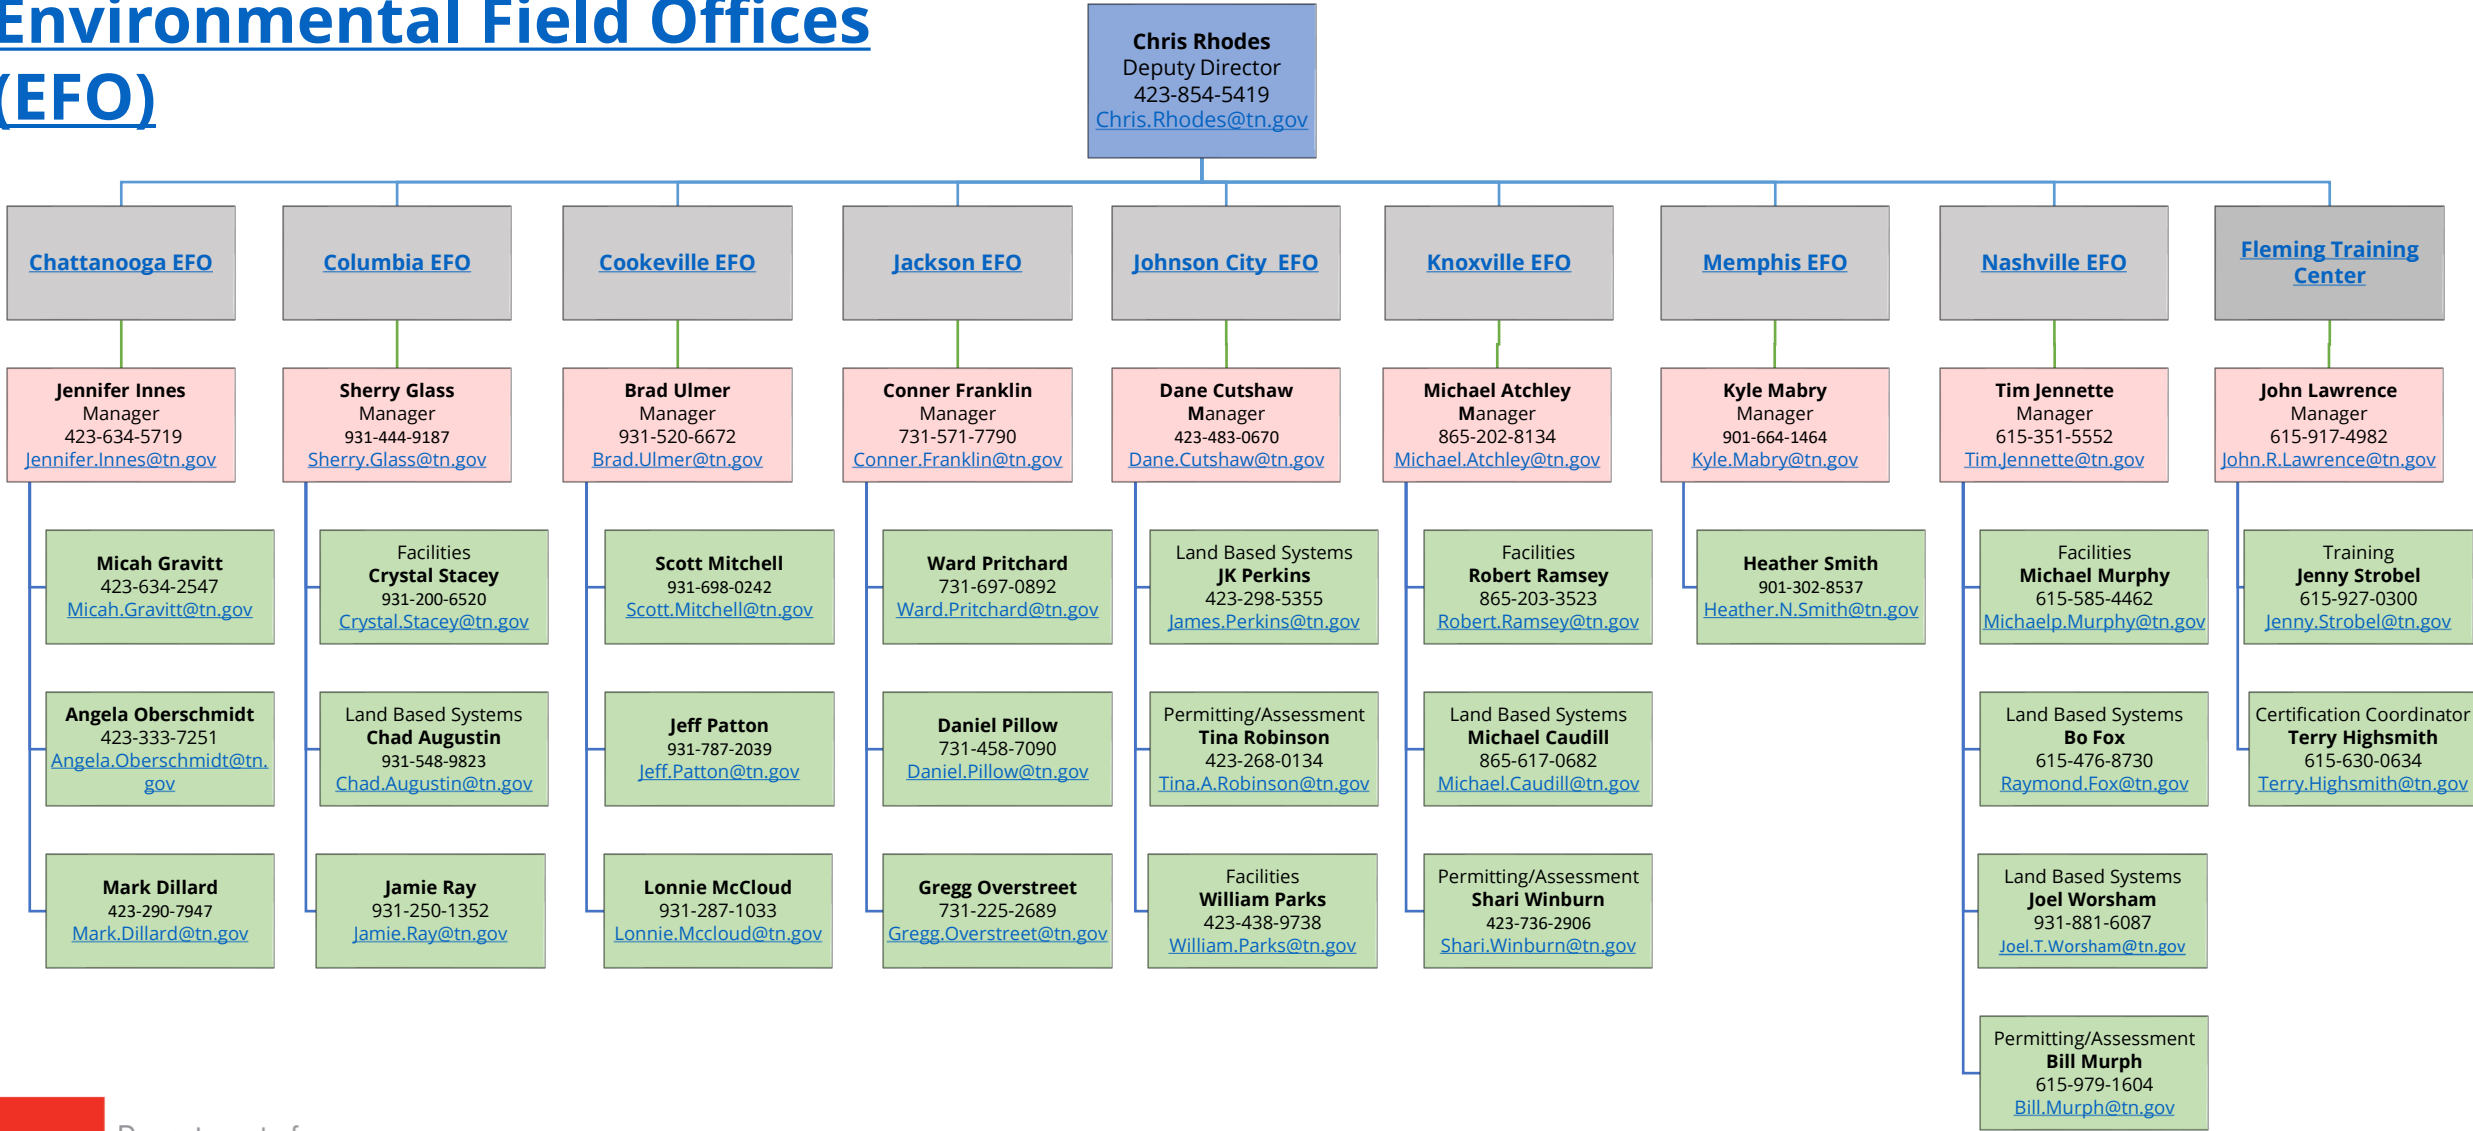 Environmental Field Offices
(EFO)
Chris Rhodes
Deputy Director
423-854-5419
Chris.Rhodes@tn.gov
Chattanooga EFO
Jennifer Innes
Manager
423-634-5719
Jennifer.Innes@tn.gov
Micah Gravitt
423-634-2547
Micah.Gravitt@tn.gov
Angela Oberschmidt
423-333-7251
Angela.Oberschmidt@tn.
gov
Mark Dillard
423-290-7947
Mark.Dillard@tn.gov
Columbia EFO
Sherry Glass
Manager
931-444-9187
Sherry.Glass@tn.gov
Facilities
Crystal Stacey
931-200-6520
Crystal.Stacey@tn.gov
Land Based Systems
Chad Augustin
931-548-9823
Chad.Augustin@tn.gov
Jamie Ray
931-250-1352
Jamie.Ray@tn.gov
Cookeville EFO
Brad Ulmer
Manager
931-520-6672
Brad.Ulmer@tn.gov
Scott Mitchell
931-698-0242
Scott.Mitchell@tn.gov
Jeff Patton
931-787-2039
Jeff.Patton@tn.gov
Lonnie McCloud
931-287-1033
Lonnie.Mccloud@tn.gov
Jackson EFO
Conner Franklin
Manager
731-571-7790
Conner.Franklin@tn.gov
Ward Pritchard
731-697-0892
Ward.Pritchard@tn.gov
Daniel Pillow
731-458-7090
Daniel.Pillow@tn.gov
Gregg Overstreet
731-225-2689
Gregg.Overstreet@tn.gov
Johnson City EFO
Dane Cutshaw
Manager
423-483-0670
Dane.Cutshaw@tn.gov
Land Based Systems
JK Perkins
423-298-5355
James.Perkins@tn.gov
Permitting/Assessment
Tina Robinson
423-268-0134
Tina.A.Robinson@tn.gov
Facilities
William Parks
423-438-9738
William.Parks@tn.gov
Knoxville EFO
Michael Atchley
Manager
865-202-8134
Michael.Atchley@tn.gov
Facilities
Robert Ramsey
865-203-3523
Robert.Ramsey@tn.gov
Land Based Systems
Michael Caudill
865-617-0682
Michael.Caudill@tn.gov
Permitting/Assessment
Shari Winburn
423-736-2906
Shari.Winburn@tn.gov
Memphis EFO
Kyle Mabry
Manager
901-664-1464
Kyle.Mabry@tn.gov
Heather Smith
901-302-8537
Heather.N.Smith@tn.gov
Nashville EFO
Tim Jennette
Manager
615-351-5552
Tim.Jennette@tn.gov
Facilities
Michael Murphy
615-585-4462
Michaelp.Murphy@tn.gov
Land Based Systems
Bo Fox
615-476-8730
Raymond.Fox@tn.gov
Land Based Systems
Joel Worsham
931-881-6087
Joel.T.Worsham@tn.gov
Permitting/Assessment
Bill Murph
615-979-1604
Bill.Murph@tn.gov
Fleming Training
Center
John Lawrence
Manager
615-917-4982
John.R.Lawrence@tn.gov
Training
Jenny Strobel
615-927-0300
Jenny.Strobel@tn.gov
Certification Coordinator
Terry Highsmith
615-630-0634
Terry.Highsmith@tn.gov